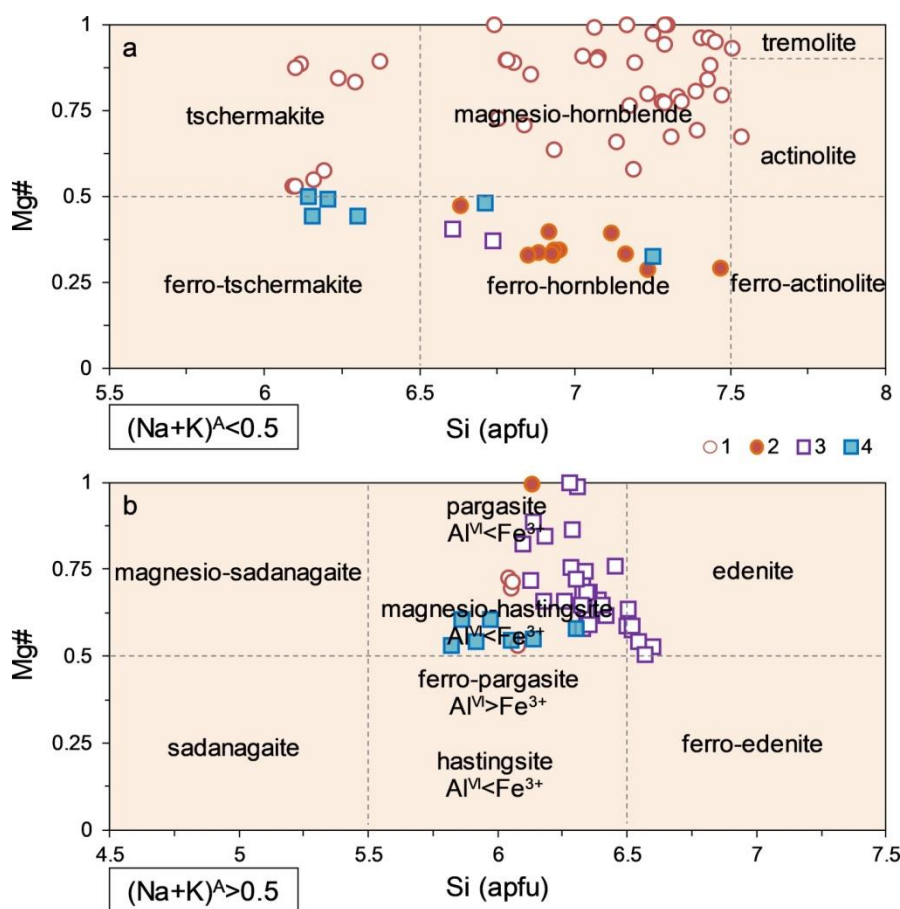 a
1
0.75
0.5
0.25
0
Mg#
tremolite
tschermakite
magnesio-hornblende
actinolite
ferro-tschermakite
ferro-hornblende
ferro-actinolite
5.5 6 6.5 7 7.5 8
(Na+K)ᴬ<0.5
Si (apfu)
1 2 3 4
b
1
0.75
0.5
0.25
0
Mg#
pargasite
Alⱽᴵ<Fe³⁺
magnesio-sadanagaite
edenite
magnesio-hastingsite
Alⱽᴵ<Fe³⁺
ferro-pargasite
Alⱽᴵ>Fe³⁺
sadanagaite
ferro-edenite
hastingsite
Alⱽᴵ<Fe³⁺
4.5 5 5.5 6 6.5 7 7.5
(Na+K)ᴬ>0.5
Si (apfu)